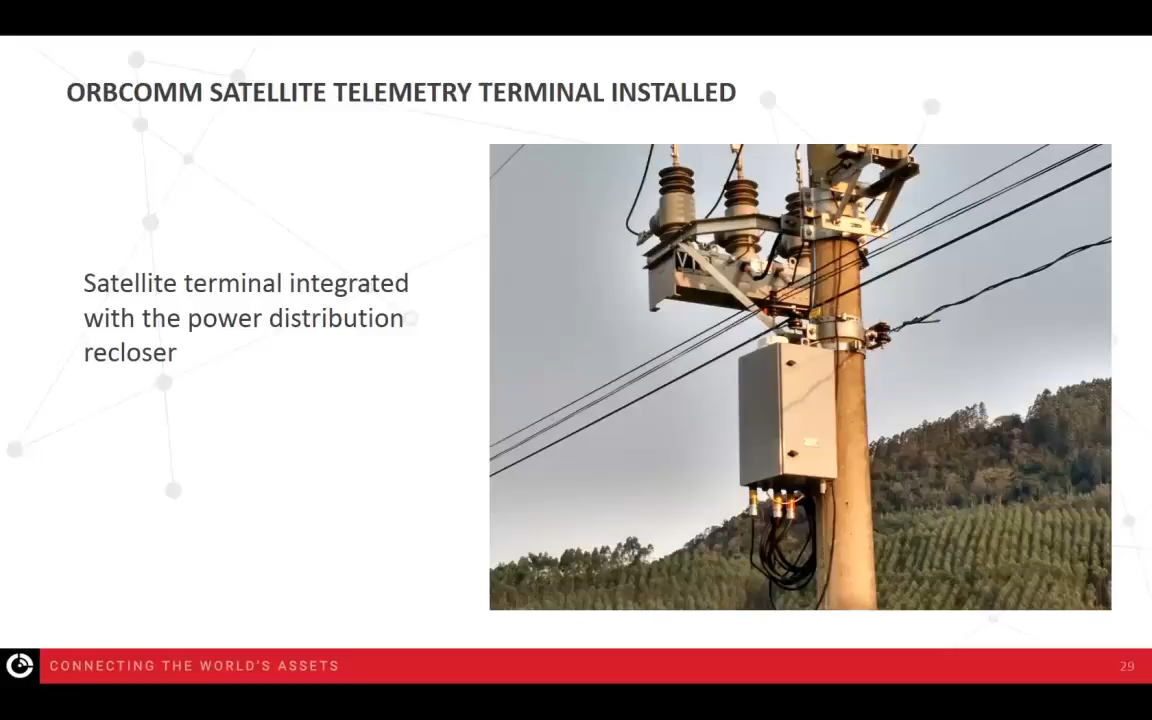 ORBCOMM SATELLITE TELEMETRY TERMINAL INSTALLED
Satellite terminal integrated
with the power distribution
recloser
CONNECTING THE WORLD'S ASSETS
29